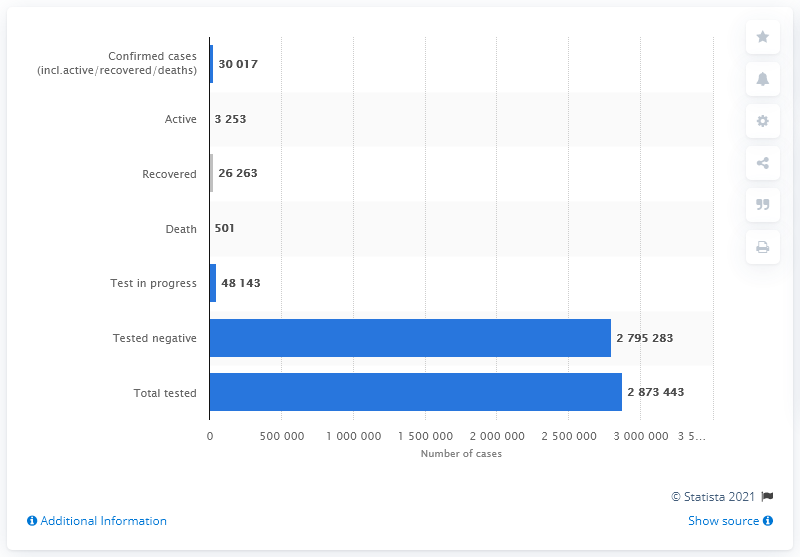 Confirmed cases
(incl.active/recovered/deaths)
30 017
Active
3 253
Recovered
26 263
Death
501
Test in progress
48 143
Tested negative
2 795 283
Total tested
2 873 443
0 500 000 1 000 000 1 500 000 2 000 000 2 500 000 3 000 000 3 5…
Number of cases
© Statista 2021
Additional Information
Show source